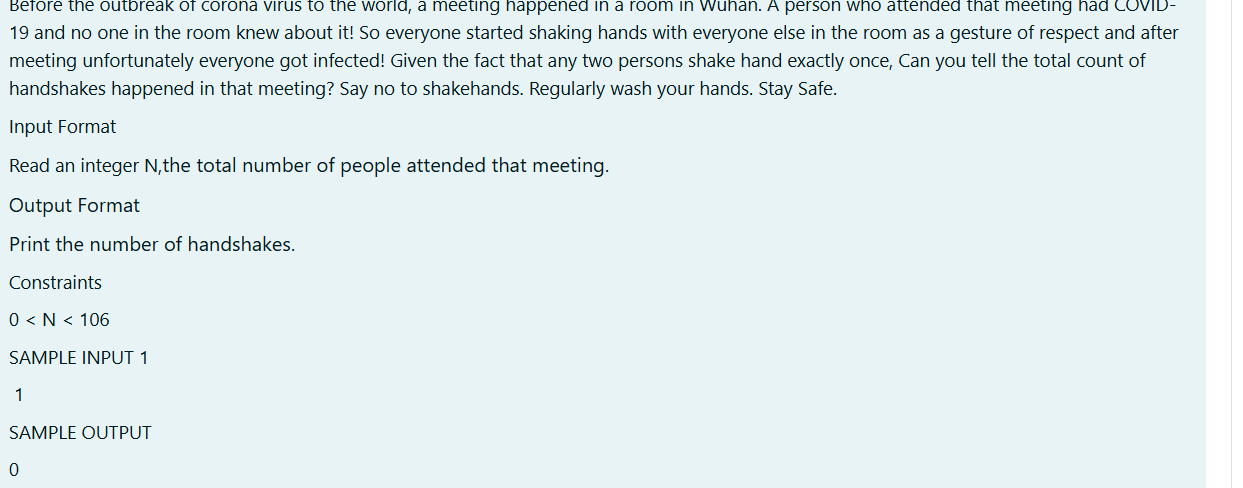 Before the outbreak of corona virus to the world, a meeting happened in a room in Wuhan. A person who attended that meeting had COVID-
19 and no one in the room knew about it! So everyone started shaking hands with everyone else in the room as a gesture of respect and after
meeting unfortunately everyone got infected! Given the fact that any two persons shake hand exactly once, Can you tell the total count of
handshakes happened in that meeting? Say no to shakehands. Regularly wash your hands. Stay Safe.
Input Format
Read an integer N,the total number of people attended that meeting.
Output Format
Print the number of handshakes.
Constraints
0 < N < 106
SAMPLE INPUT 1
1
SAMPLE OUTPUT
0